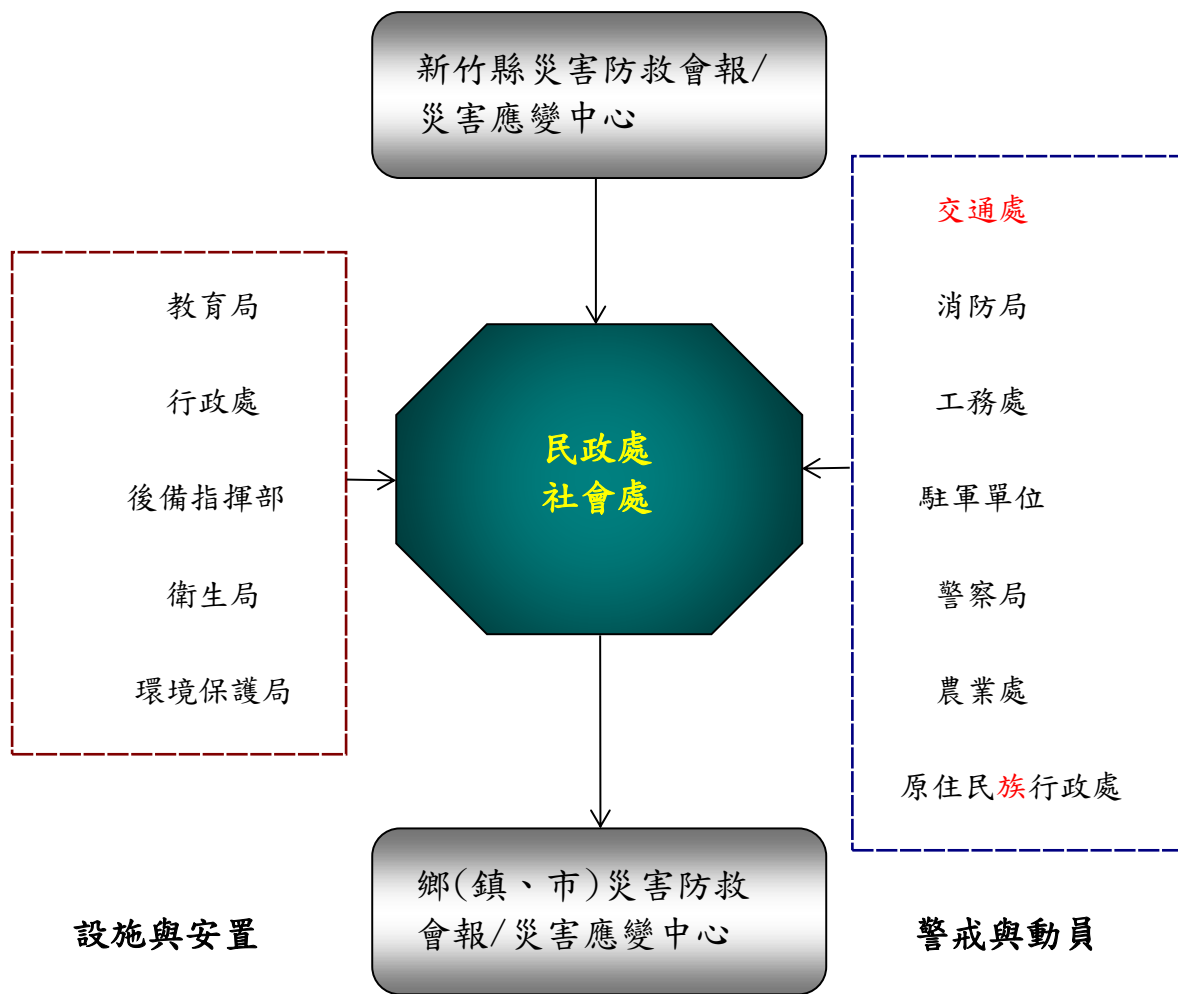 新竹縣災害防救會報/
災害應變中心
教育局
行政處
後備指揮部
衛生局
環境保護局
民政處
社會處
交通處
消防局
工務處
駐軍單位
警察局
農業處
原住民族行政處
設施與安置
鄉(鎮、市)災害防救
會報/災害應變中心
警戒與動員